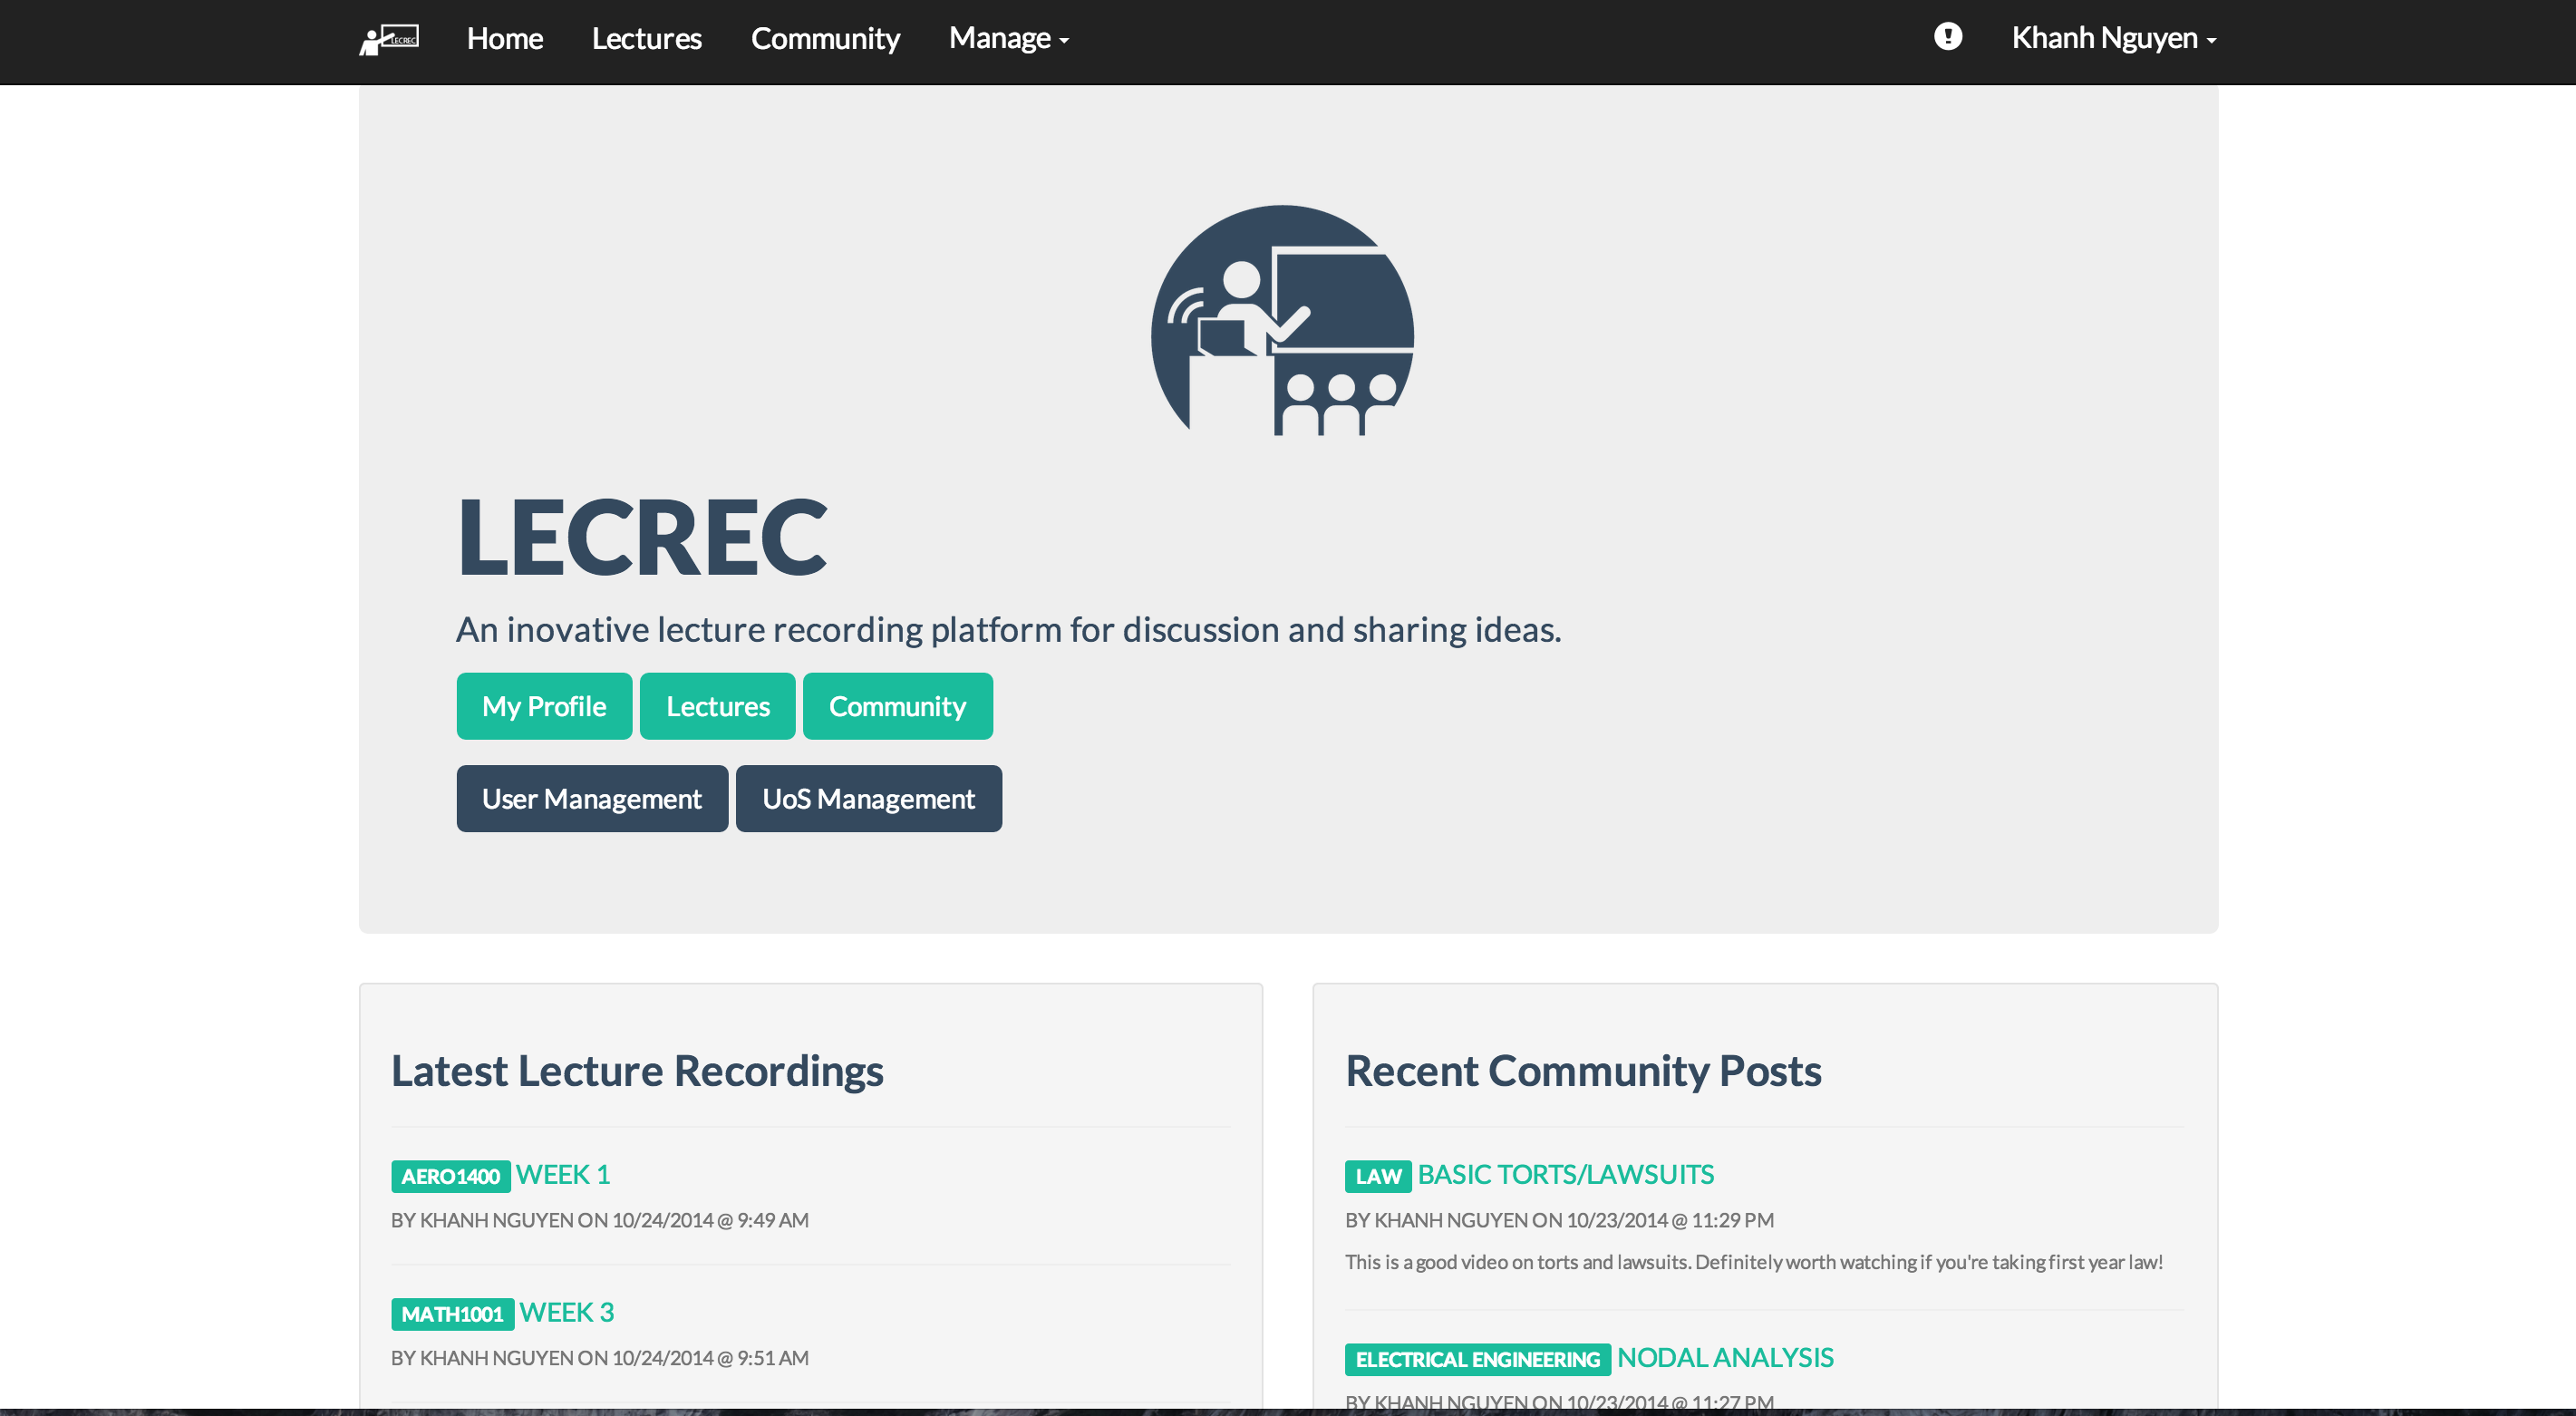 LECREC
Home
Lectures
Community
Manage
Khanh Nguyen
LECREC
An inovative lecture recording platform for discussion and sharing ideas.
My Profile
Lectures
Community
User Management
UoS Management
Latest Lecture Recordings
AERO1400 WEEK 1
BY KHANH NGUYEN ON 10/24/2014 @ 9:49 AM
MATH1001 WEEK 3
BY KHANH NGUYEN ON 10/24/2014 @ 9:51 AM
Recent Community Posts
LAW BASIC TORTS/LAWSUITS
BY KHANH NGUYEN ON 10/23/2014 @ 11:29 PM
This is a good video on torts and lawsuits. Definitely worth watching if you're taking first year law!
ELECTRICAL ENGINEERING NODAL ANALYSIS
BY KHANH NGUYEN ON 10/23/2014 @ 11:27 PM